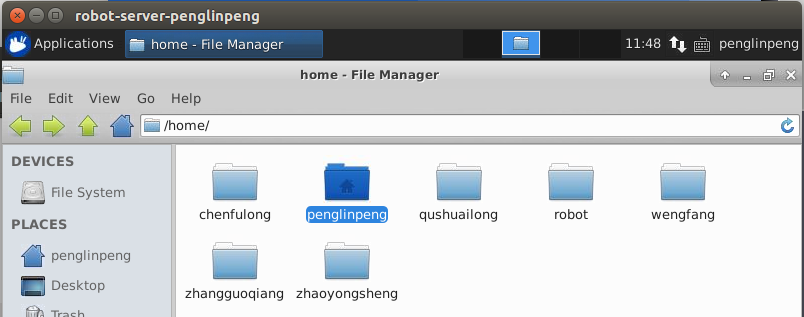 robot-server-penglinpeng
Applications
home - File Manager
11:48
penglinpeng
home - File Manager
File Edit View Go Help
/home/
DEVICES
File System
PLACES
penglinpeng
Desktop
Trash
chenfulong penglinpeng qushuailong robot wengfang
zhangguoqiang zhaoyongsheng